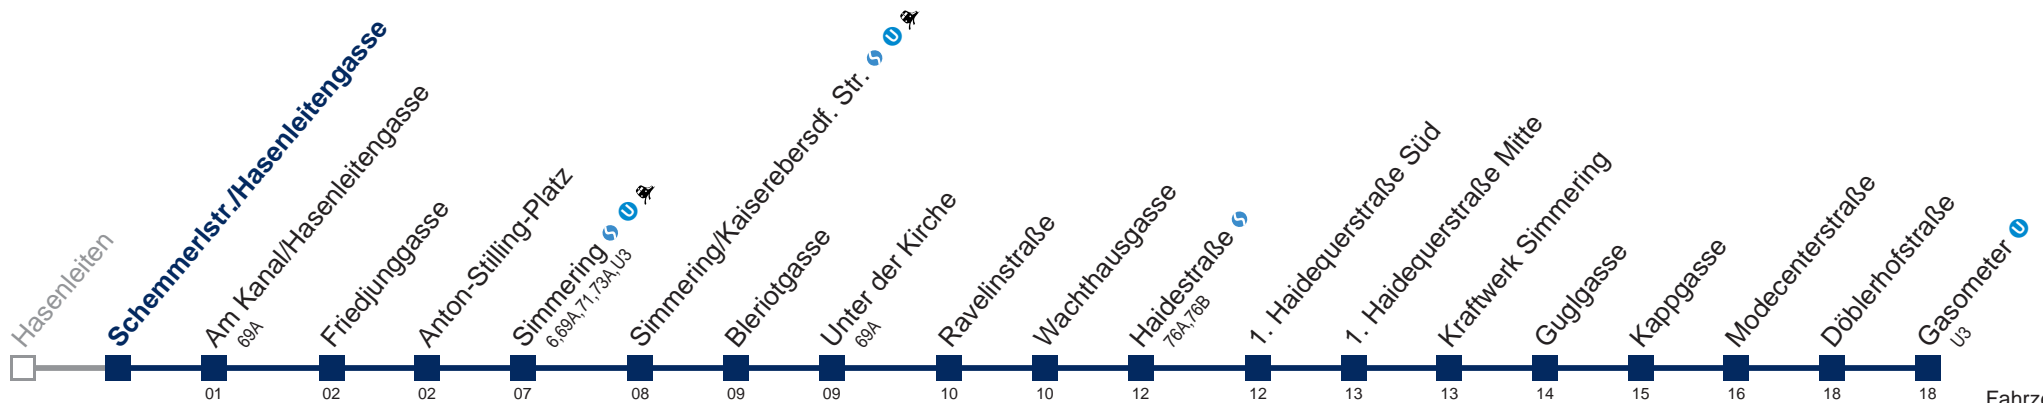 Hasenleiten
Schemmerlstr./Hasenleitengasse
Am Kanal/Hasenleitengasse
69A
Friedjunggasse
Anton-Stilling-Platz
Simmering S U
6,69A,71,73A,U3
Simmering/Kaiserebersdf. Str. S U
Bleriotgasse
Unter der Kirche
69A
Ravelinstraße
Wachthausgasse
Haidestraße S
76A,76B
1. Haidequerstraße Süd
1. Haidequerstraße Mitte
Kraftwerk Simmering
Guglgasse
Kappgasse
Modecenterstraße
Döblerhofstraße
Gasometer U
U3
01 02 02 07 08 09 09 10 10 12 12 13 13 14 15 16 18 18